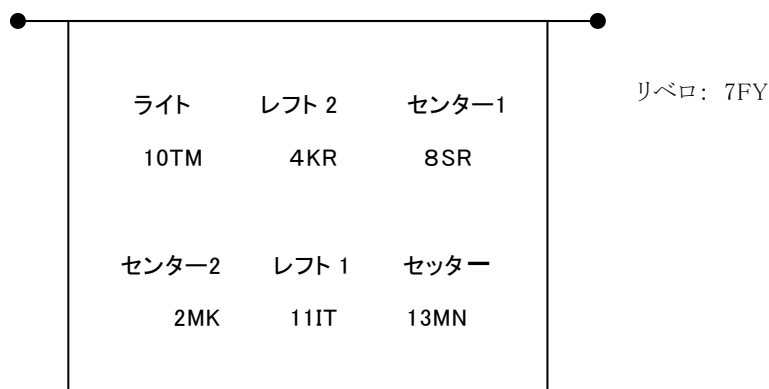 リベロ: 7FY
ライト レフト 2 センター1
10TM 4KR 8SR
センター2 レフト 1 セッター
2MK 11IT 13MN